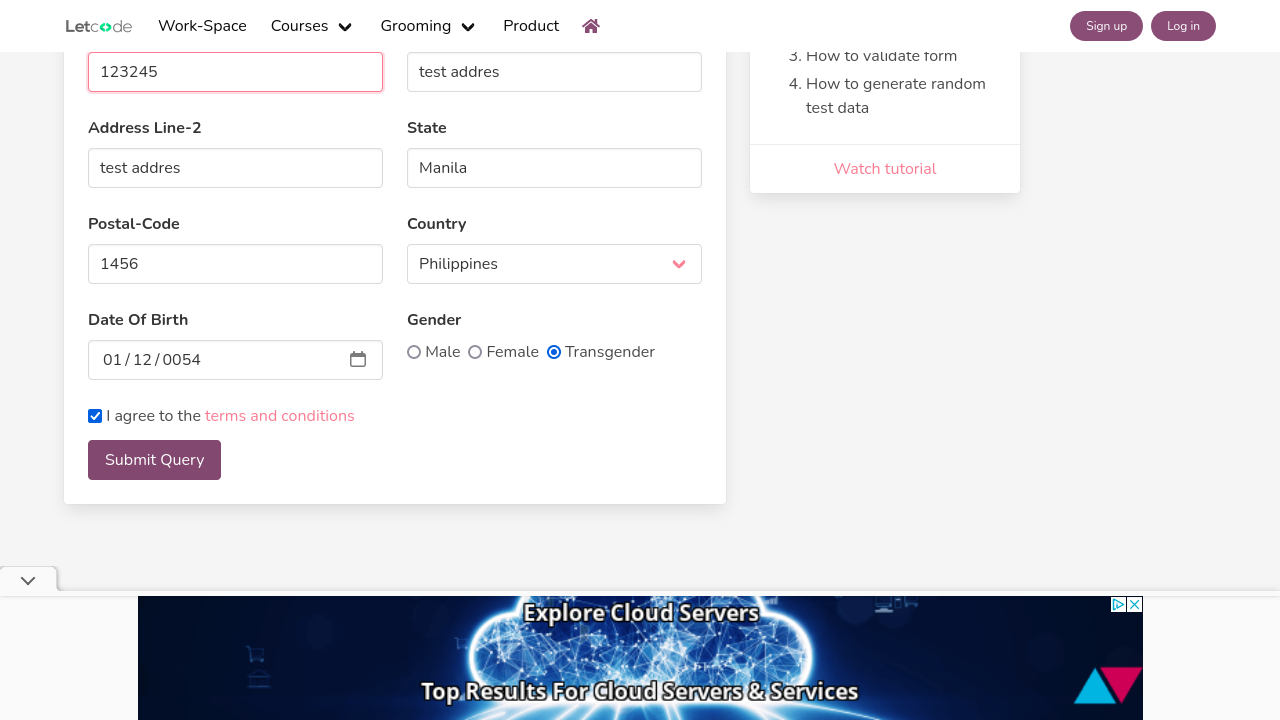 Letcode Work-Space Courses Grooming Product Sign up Log in
123245 test addres
3. How to validate form
4. How to generate random
test data
Address Line-2 State
test addres Manila
Watch tutorial
Postal-Code Country
1456 Philippines
Date Of Birth Gender
01/12/0054 Male Female Transgender
I agree to the terms and conditions
Submit Query
Explore Cloud Servers
Top Results For Cloud Servers & Services